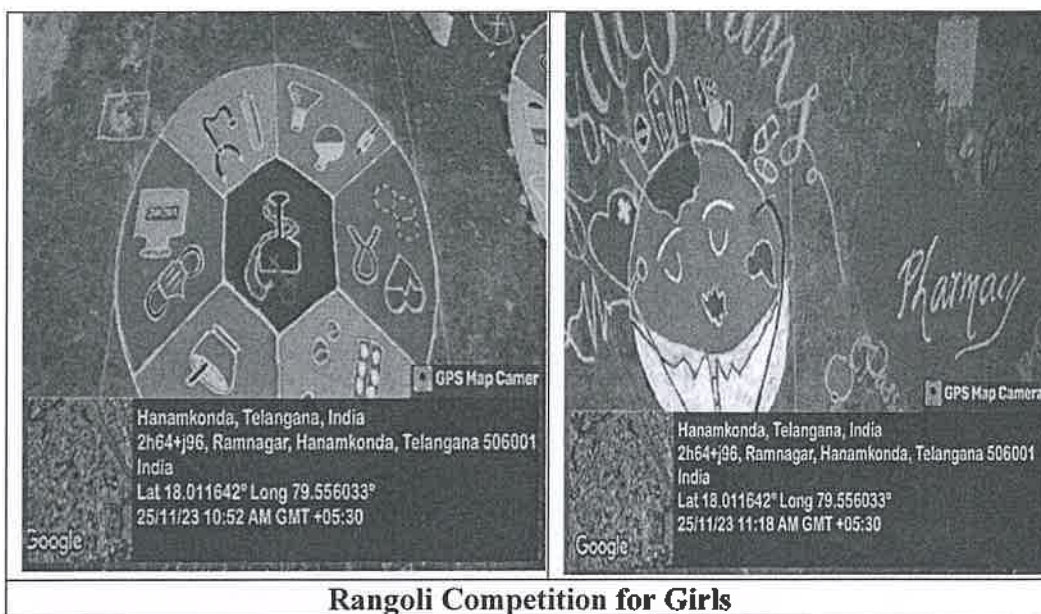 GPS Map Camer
Hanamkonda, Telangana, India
2h64+j96, Ramnagar, Hanamkonda, Telangana 506001
India
Lat 18.011642° Long 79.556033°
25/11/23 10:52 AM GMT +05:30
Google
Pharmacy
GPS Map Camera
Hanamkonda, Telangana, India
2h64+j96, Ramnagar, Hanamkonda, Telangana 506001
India
Lat 18.011642° Long 79.556033°
25/11/23 11:18 AM GMT +05:30
Google
Rangoli Competition for Girls